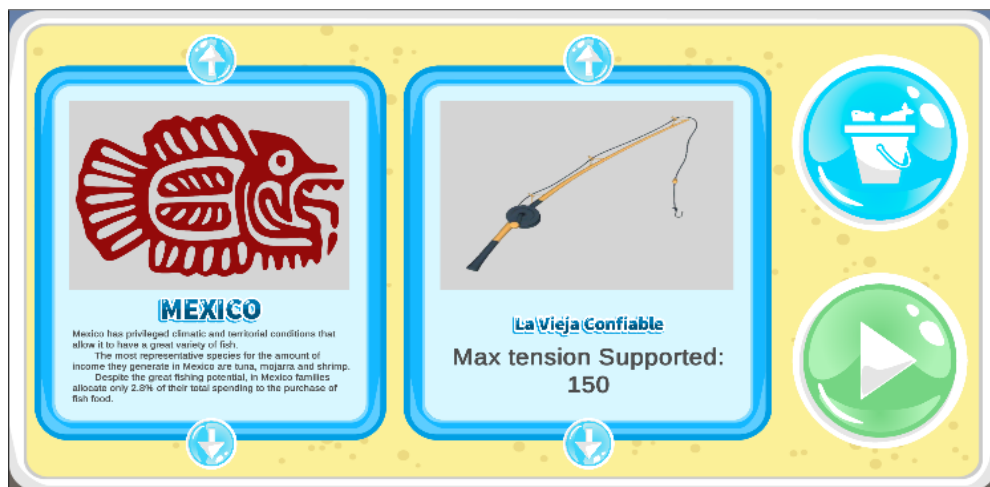 MEXICO
Mexico has privileged climatic and territorial conditions that
allow it to have a great variety of fish.
The most representative species for the amount of
income they generate in Mexico are tuna, mojarra and shrimp.
Despite the great fishing potential, in Mexico families
allocate only 2.8% of their total spending to the purchase of
fish food.
La Vieja Confiable
Max tension Supported:
150